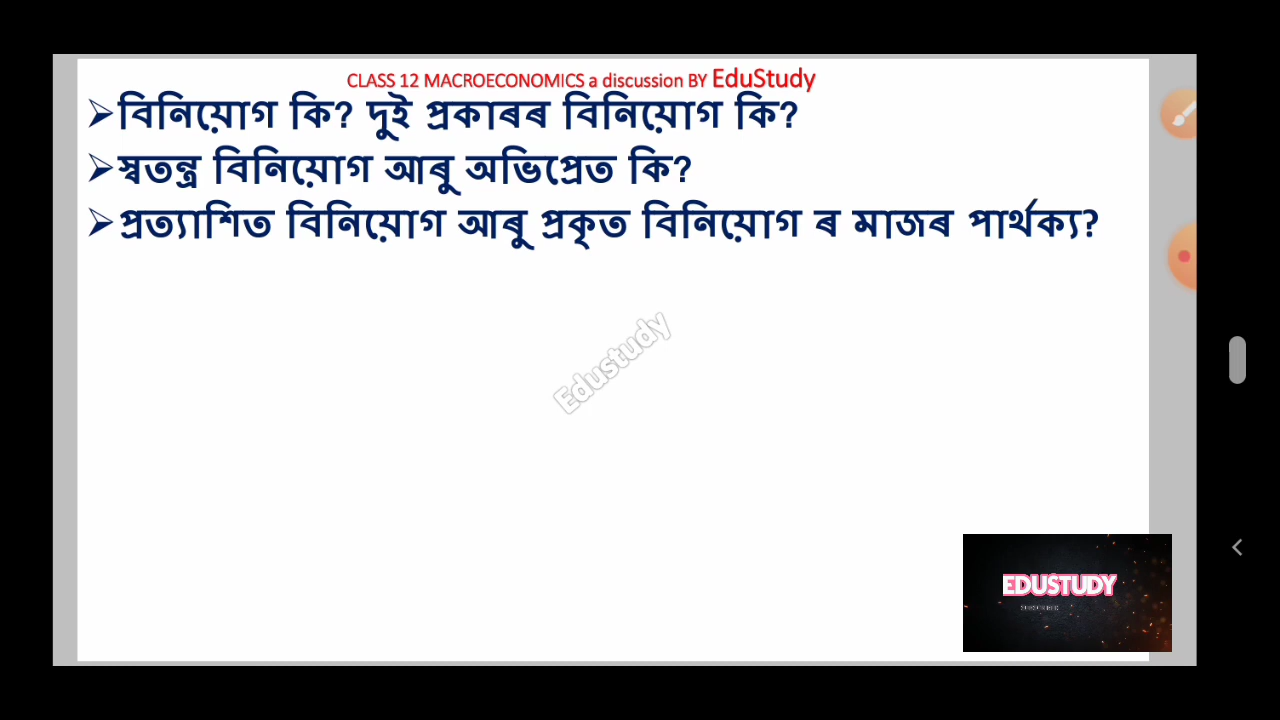 CLASS 12 MACROECONOMICS a discussion BY EduStudy
➢বিনিয়োগ কি? দুই প্ৰকাৰৰ বিনিয়োগ কি?
➢স্বতন্ত্ৰ বিনিয়োগ আৰু অভিপ্ৰেত কি?
➢প্ৰত্যাশিত বিনিয়োগ আৰু প্ৰকৃত বিনিয়োগ ৰ মাজৰ পাৰ্থক্য?
Edustudy
EDUSTUDY